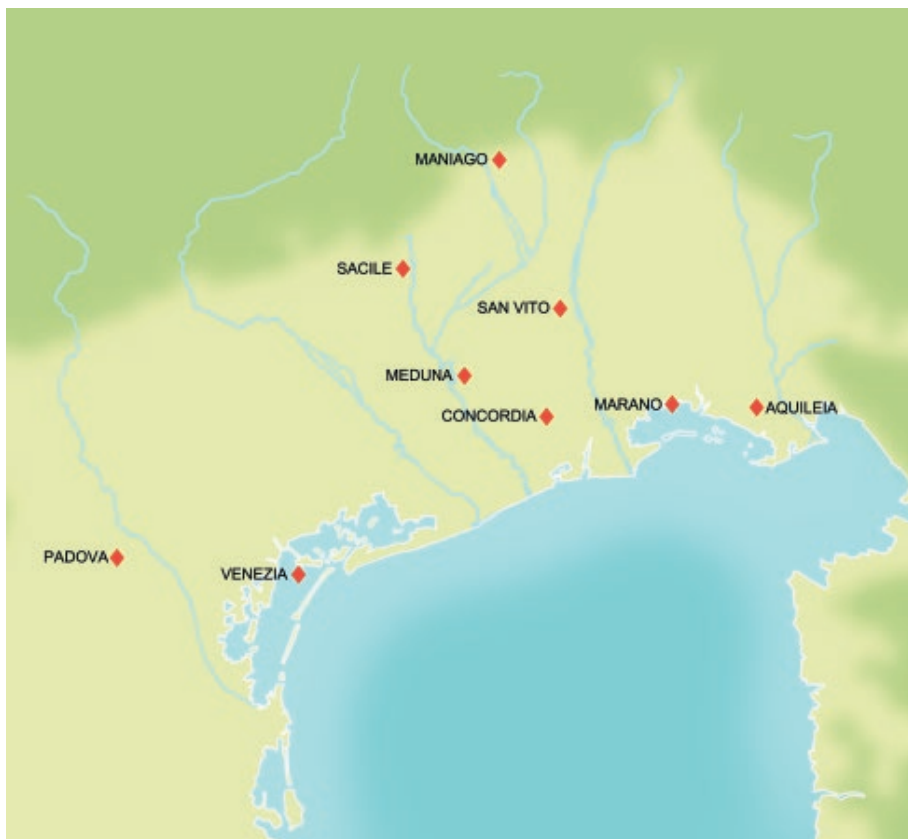 MANIAGO
SACILE
SAN VITO
MEDUNA
CONCORDIA
MARANO
AQUILEIA
PADOVA
VENEZIA